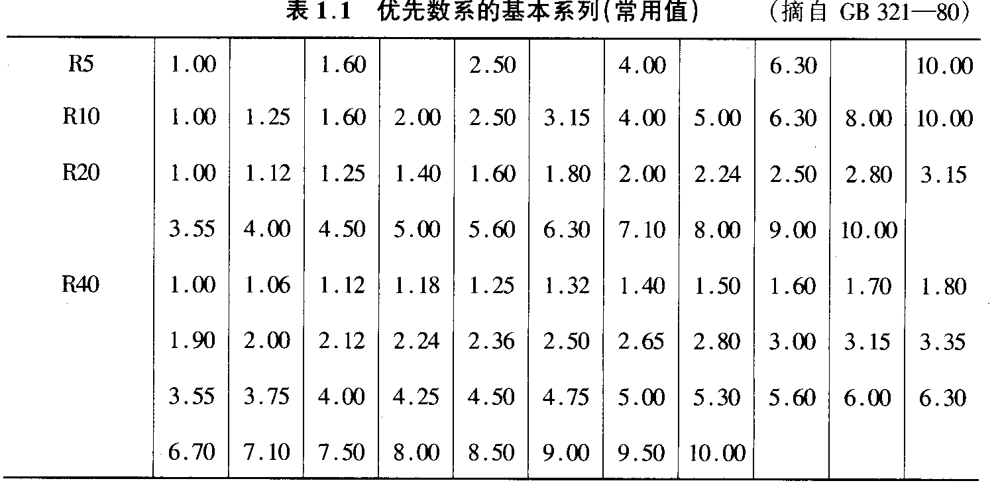 表1.1 优先数系的基本系列(常用值) (摘自 GB 321—80)
R5 1.00 1.60 2.50 4.00 6.30 10.00
R10 1.00 1.25 1.60 2.00 2.50 3.15 4.00 5.00 6.30 8.00 10.00
R20 1.00 1.12 1.25 1.40 1.60 1.80 2.00 2.24 2.50 2.80 3.15
3.55 4.00 4.50 5.00 5.60 6.30 7.10 8.00 9.00 10.00
R40 1.00 1.06 1.12 1.18 1.25 1.32 1.40 1.50 1.60 1.70 1.80
1.90 2.00 2.12 2.24 2.36 2.50 2.65 2.80 3.00 3.15 3.35
3.55 3.75 4.00 4.25 4.50 4.75 5.00 5.30 5.60 6.00 6.30
6.70 7.10 7.50 8.00 8.50 9.00 9.50 10.00